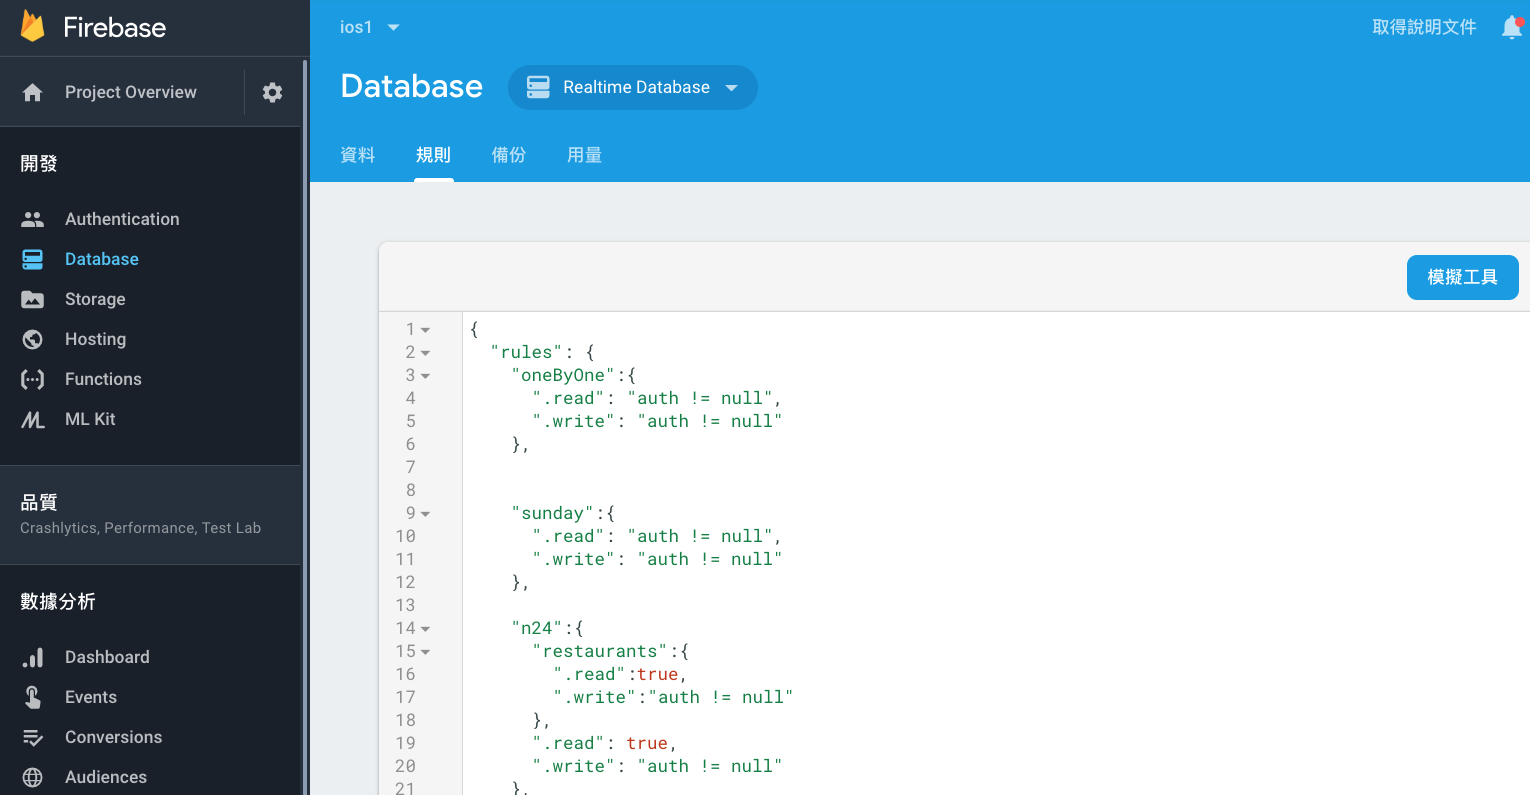 Firebase
Project Overview
開發
Authentication
Database
Storage
Hosting
Functions
ML Kit
品質
Crashlytics, Performance, Test Lab
數據分析
Dashboard
Events
Conversions
Audiences
ios1
取得說明文件
Database
Realtime Database
資料 規則 備份 用量
模擬工具
1 {
2 "rules": {
3 "oneByOne":{
4 ".read": "auth != null",
5 ".write": "auth != null"
6 },
7
8
9 "sunday":{
10 ".read": "auth != null",
11 ".write": "auth != null"
12 },
13
14 "n24":{
15 "restaurants":{
16 ".read":true,
17 ".write":"auth != null"
18 },
19 ".read": true,
20 ".write": "auth != null"
21 },